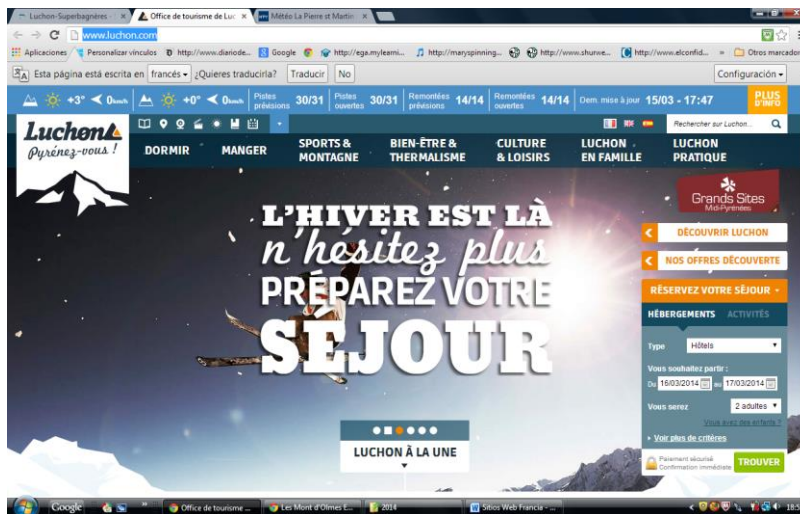 Luchon-Superbagnères -
Office de tourisme de Luc
Météo La Pierre et Martin
www.luchon.com
Aplicaciones
Personalizar vínculos
http://www.diariode...
Google
http://ega.mylearni...
http://maryspinning...
http://www.shurwe...
http://www.elconfid...
»
Otros marcador
Esta página está escrita en francés ¿Quieres traducirla? Traducir No
Configuración
+3° 0km/h +0° 0km/h
Pistes prévisions 30/31
Pistes ouvertes 30/31
Remontées prévisions 14/14
Remontées ouvertes 14/14
Dern. mise à jour 15/03 - 17:47
PLUS
D'INFO
Luchon
Pyrénez-vous !
Rechercher sur Luchon...
DORMIR
MANGER
SPORTS &
MONTAGNE
BIEN-ÊTRE &
THERMALISME
CULTURE
& LOISIRS
LUCHON
EN FAMILLE
LUCHON
PRATIQUE
Grands Sites
Midi-Pyrénées
L'HIVER EST LÀ
n'hésitez plus
PRÉPAREZ VOTRE
SÉJOUR
DÉCOUVRIR LUCHON
NOS OFFRES DÉCOUVERTE
RÉSERVEZ VOTRE SÉJOUR
HÉBERGEMENTS ACTIVITÉS
Type Hôtels
Vous souhaitez partir :
Du 16/03/2014 au 17/03/2014
Vous serez 2 adultes
Vous avez des enfants ?
Voir plus de critères
Paiement sécurisé
Confirmation immédiate
TROUVER
LUCHON À LA UNE
Google
»
Office de tourisme ...
Les Mont d'Olmes E...
2014
Sitios Web Francia - ...